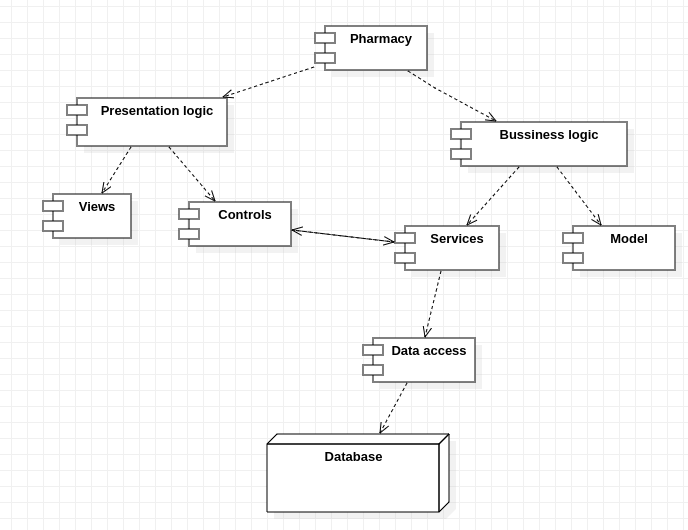 Pharmacy
Presentation logic
Bussiness logic
Views
Controls
Services
Model
Data access
Database